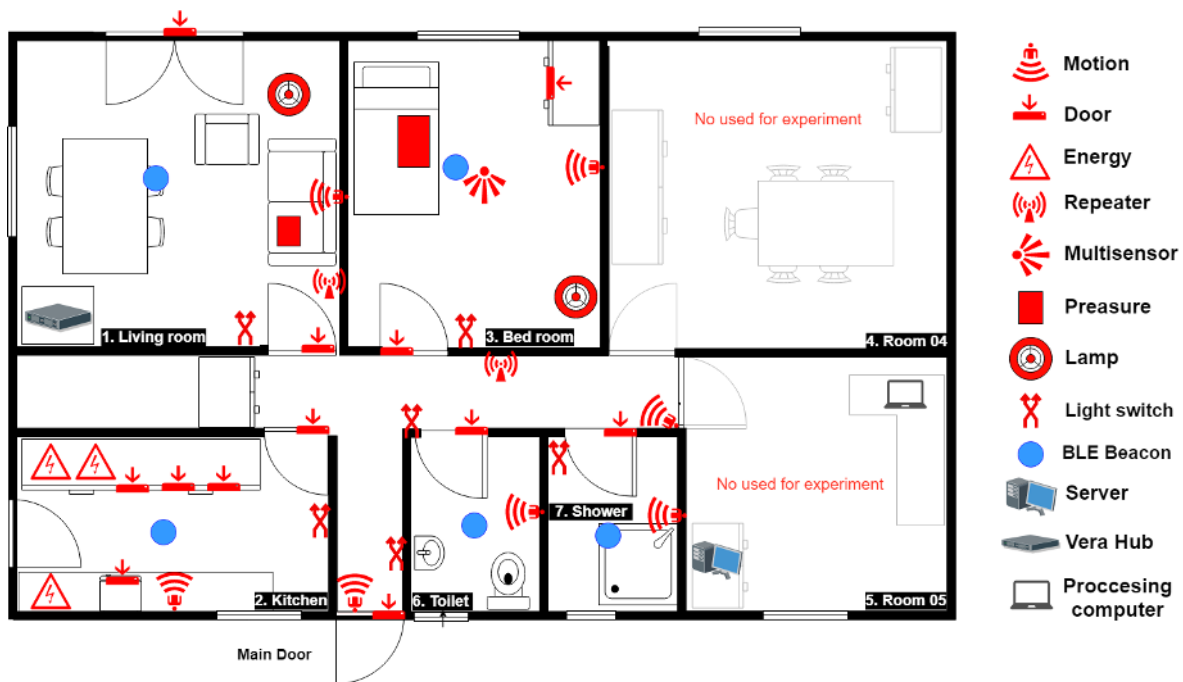 No used for experiment
1. Living room
3. Bed room
4. Room 04
No used for experiment
7. Shower
2. Kitchen
6. Toilet
5. Room 05
Main Door
Motion
Door
Energy
Repeater
Multisensor
Preasure
Lamp
Light switch
BLE Beacon
Server
Vera Hub
Proccesing
computer